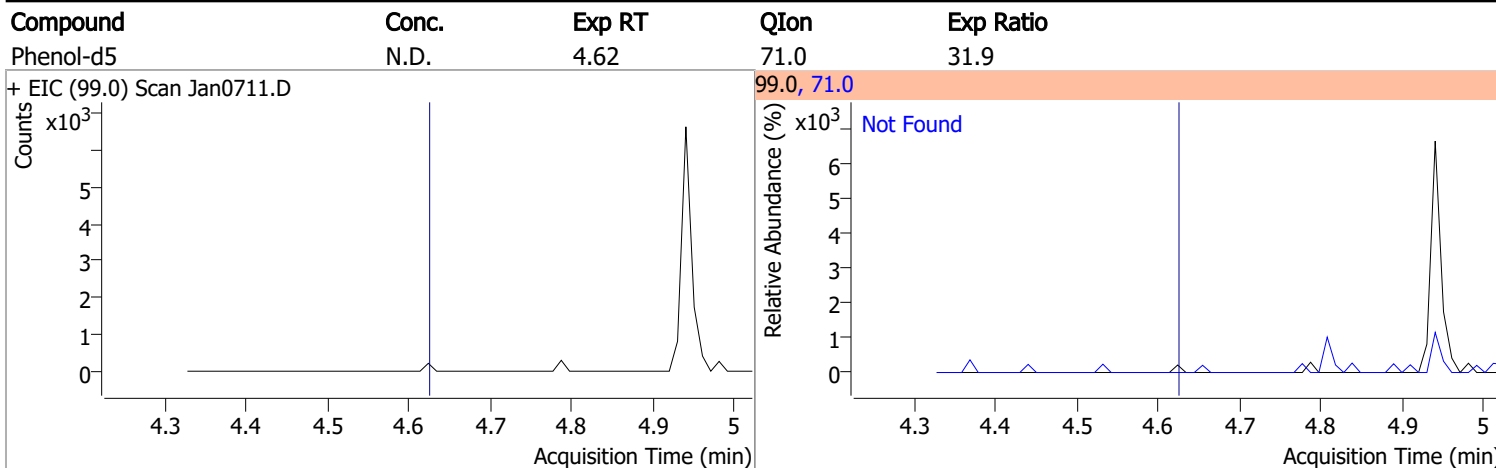 Compound Conc. Exp RT QIon Exp Ratio
Phenol-d5 N.D. 4.62 71.0 31.9
+ EIC (99.0) Scan Jan0711.D
Counts
x10³
5
4
3
2
1
0
4.3 4.4 4.5 4.6 4.7 4.8 4.9 5
Acquisition Time (min)
99.0, 71.0
Relative Abundance (%)
x10³
Not Found
6
5
4
3
2
1
0
4.3 4.4 4.5 4.6 4.7 4.8 4.9 5
Acquisition Time (min)